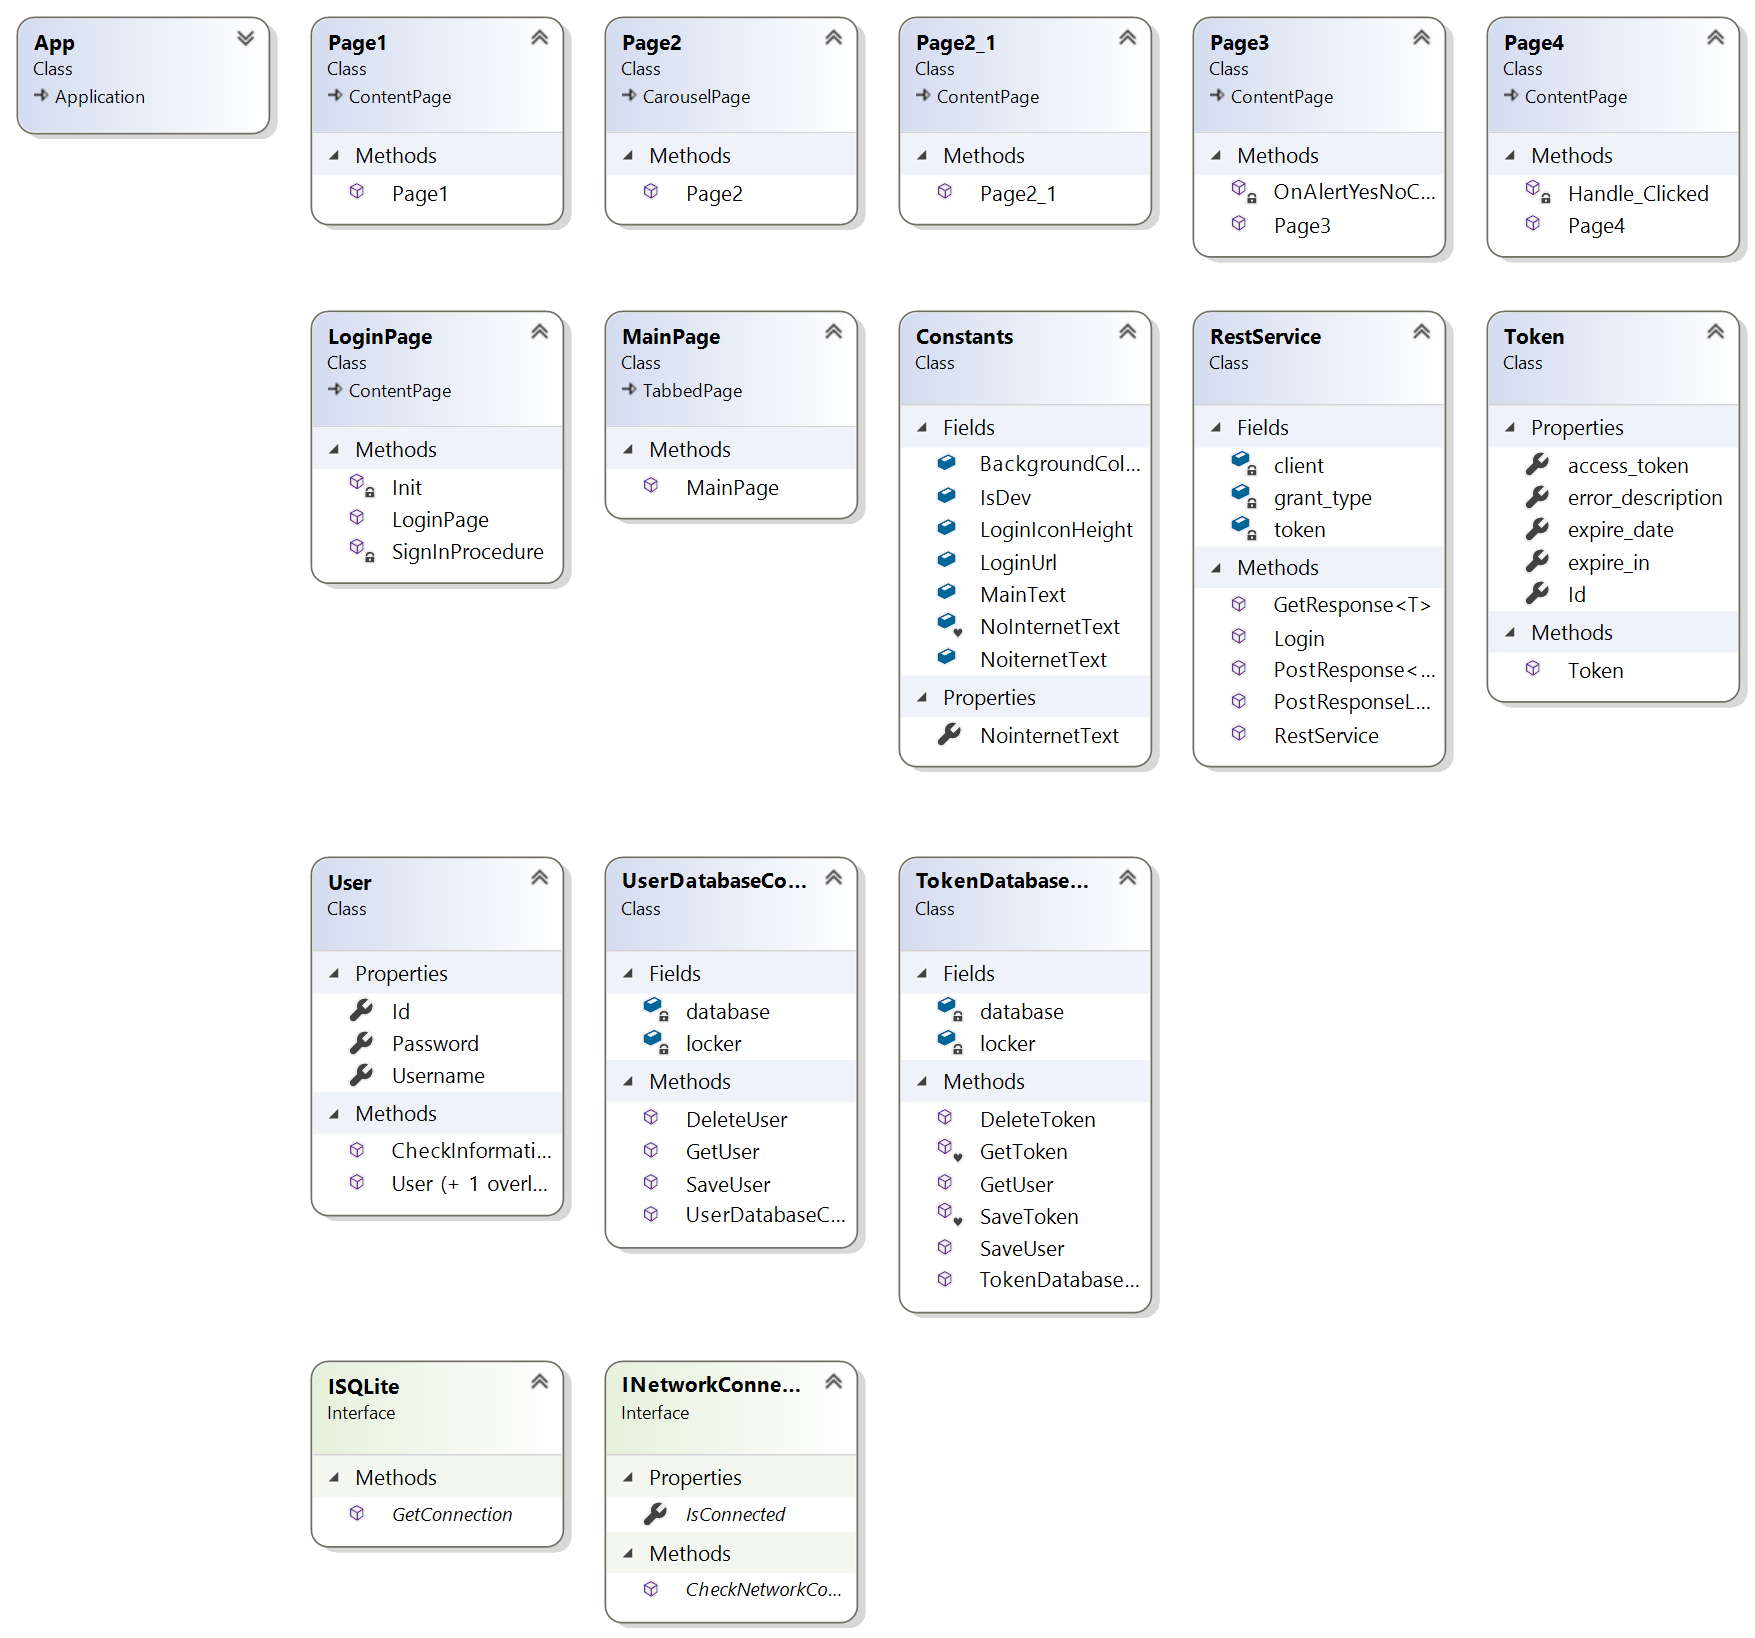 App
Class
Application
Page1
Class
ContentPage
Methods
Page1
Page2
Class
CarouselPage
Methods
Page2
Page2_1
Class
ContentPage
Methods
Page2_1
Page3
Class
ContentPage
Methods
OnAlertYesNoC...
Page3
Page4
Class
ContentPage
Methods
Handle_Clicked
Page4
LoginPage
Class
ContentPage
Methods
Init
LoginPage
SignInProcedure
MainPage
Class
TabbedPage
Methods
MainPage
Constants
Class
Fields
BackgroundCol...
IsDev
LoginIconHeight
LoginUrl
MainText
NoInternetText
NoiternetText
Properties
NointernetText
RestService
Class
Fields
client
grant_type
token
Methods
GetResponse<T>
Login
PostResponse<...
PostResponseL...
RestService
Token
Class
Properties
access_token
error_description
expire_date
expire_in
Id
Methods
Token
User
Class
Properties
Id
Password
Username
Methods
CheckInformati...
User (+ 1 overl...
UserDatabaseCo...
Class
Fields
database
locker
Methods
DeleteUser
GetUser
SaveUser
UserDatabaseC...
TokenDatabase...
Class
Fields
database
locker
Methods
DeleteToken
GetToken
GetUser
SaveToken
SaveUser
TokenDatabase...
ISQLite
Interface
Methods
GetConnection
INetworkConne...
Interface
Properties
IsConnected
Methods
CheckNetworkCo...